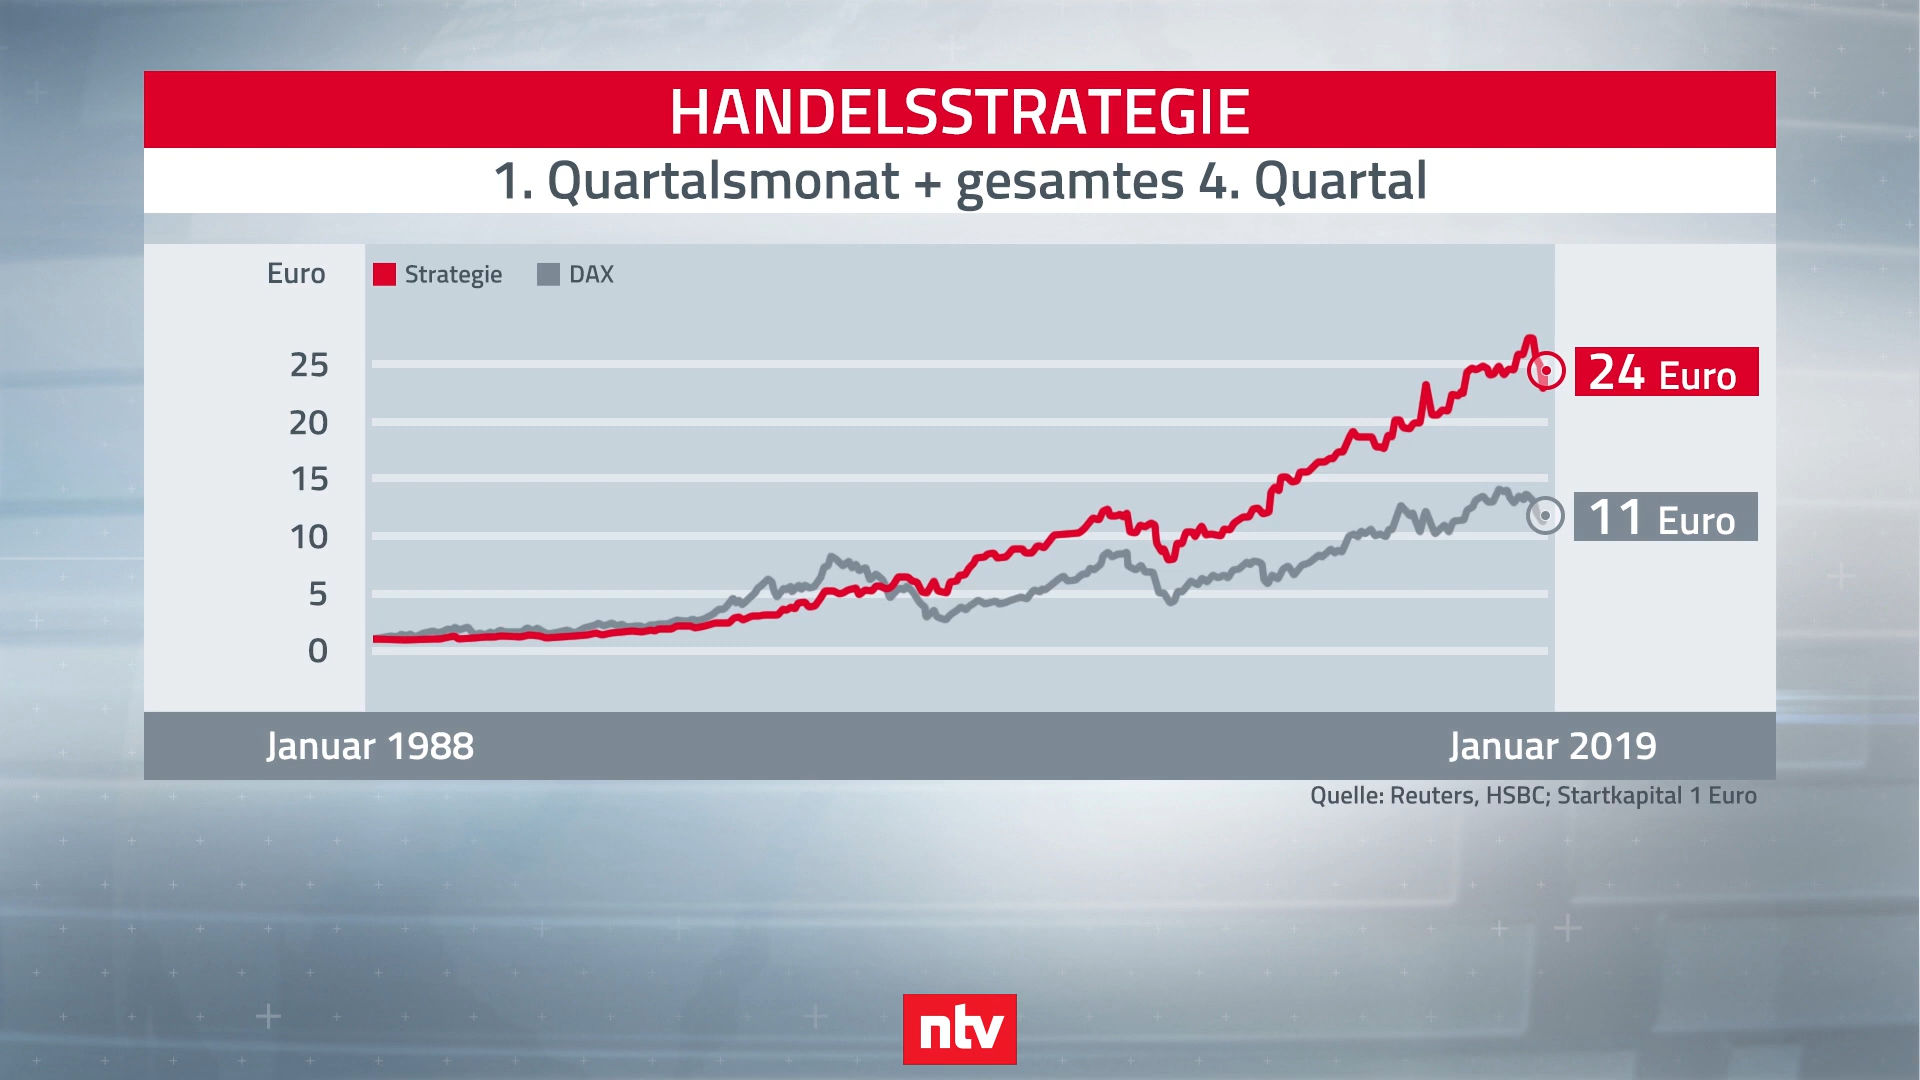 HANDELSSTRATEGIE
1. Quartalsmonat + gesamtes 4. Quartal
Euro
Strategie
DAX
25
20
15
10
5
0
24 Euro
11 Euro
Januar 1988
Januar 2019
Quelle: Reuters, HSBC; Startkapital 1 Euro
ntv